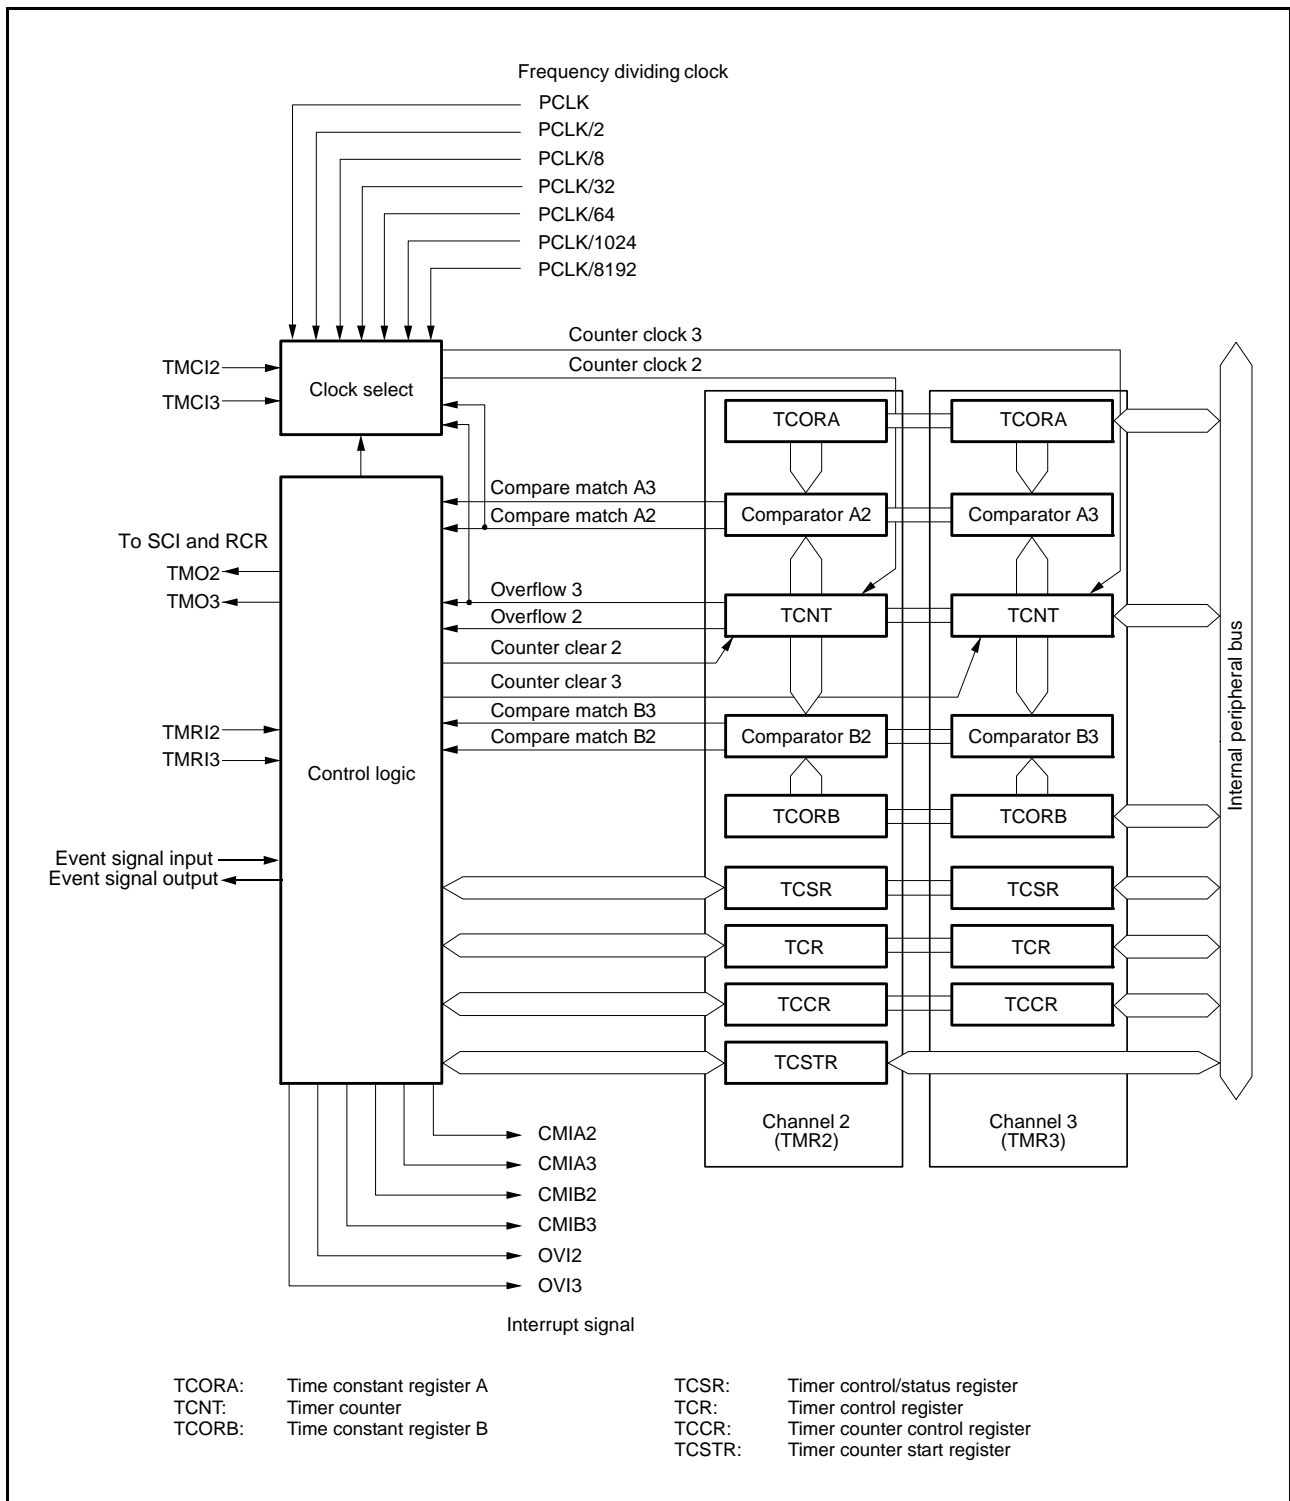 Frequency dividing clock
PCLK
PCLK/2
PCLK/8
PCLK/32
PCLK/64
PCLK/1024
PCLK/8192
Counter clock 3
Counter clock 2
TMCI2
TMCI3
Clock select
TCORA
TCORA
Compare match A3
Compare match A2
Comparator A2
Comparator A3
To SCI and RCR
TMO2
TMO3
Overflow 3
Overflow 2
TCNT
TCNT
Counter clear 2
Counter clear 3
Internal peripheral bus
TMRI2
TMRI3
Compare match B3
Compare match B2
Comparator B2
Comparator B3
Control logic
TCORB
TCORB
Event signal input
Event signal output
TCSR
TCSR
TCR
TCR
TCCR
TCCR
TCSTR
Channel 2
(TMR2)
Channel 3
(TMR3)
CMIA2
CMIA3
CMIB2
CMIB3
OVI2
OVI3
Interrupt signal
TCORA: Time constant register A
TCNT: Timer counter
TCORB: Time constant register B
TCSR: Timer control/status register
TCR: Timer control register
TCCR: Timer counter control register
TCSTR: Timer counter start register